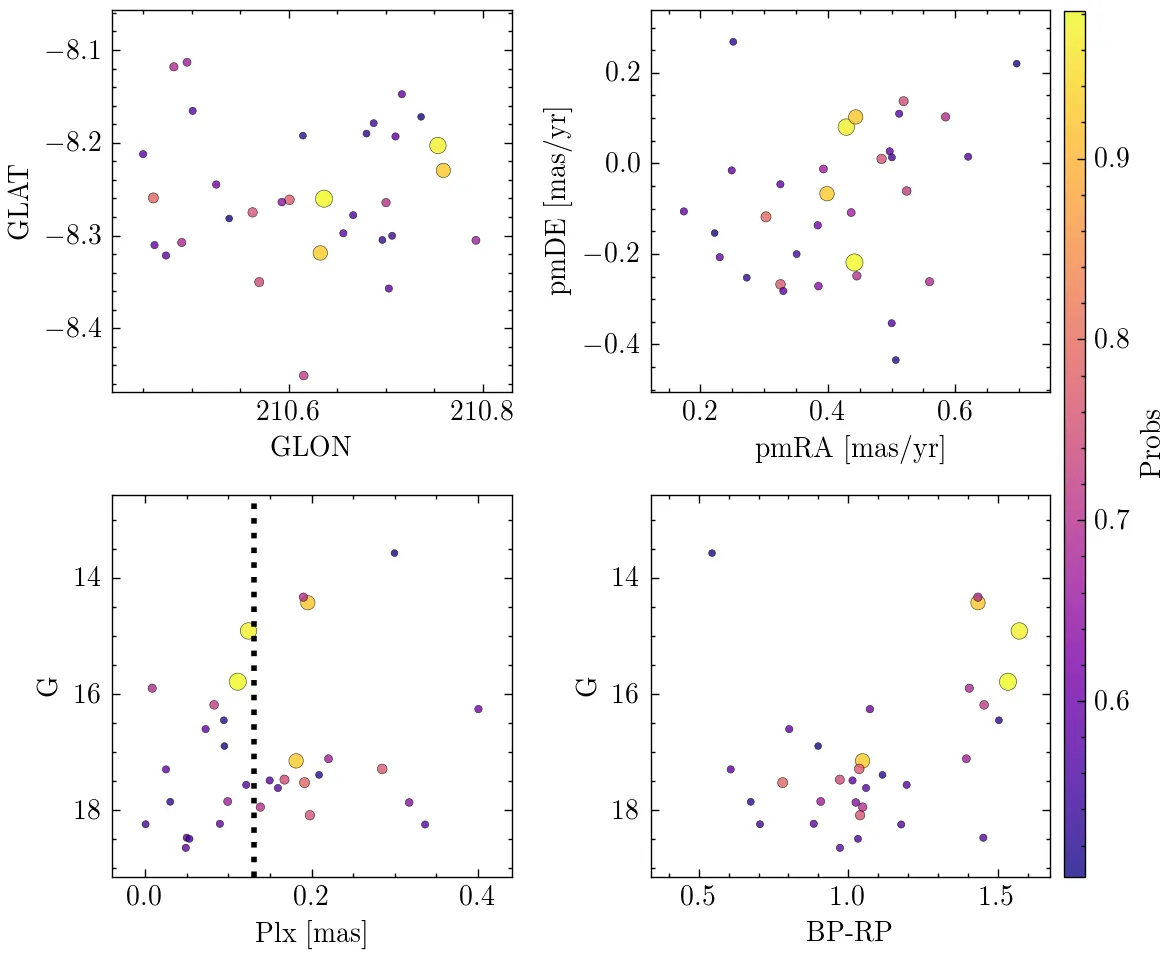 −8.1
−8.2
−8.3
−8.4
GLAT
210.6 210.8
GLON
0.2
0.0
−0.2
−0.4
pmDE [mas/yr]
0.2 0.4 0.6
pmRA [mas/yr]
14
16
18
G
0.0 0.2 0.4
Plx [mas]
14
16
18
G
0.5 1.0 1.5
BP-RP
0.9
0.8
0.7
0.6
Probs